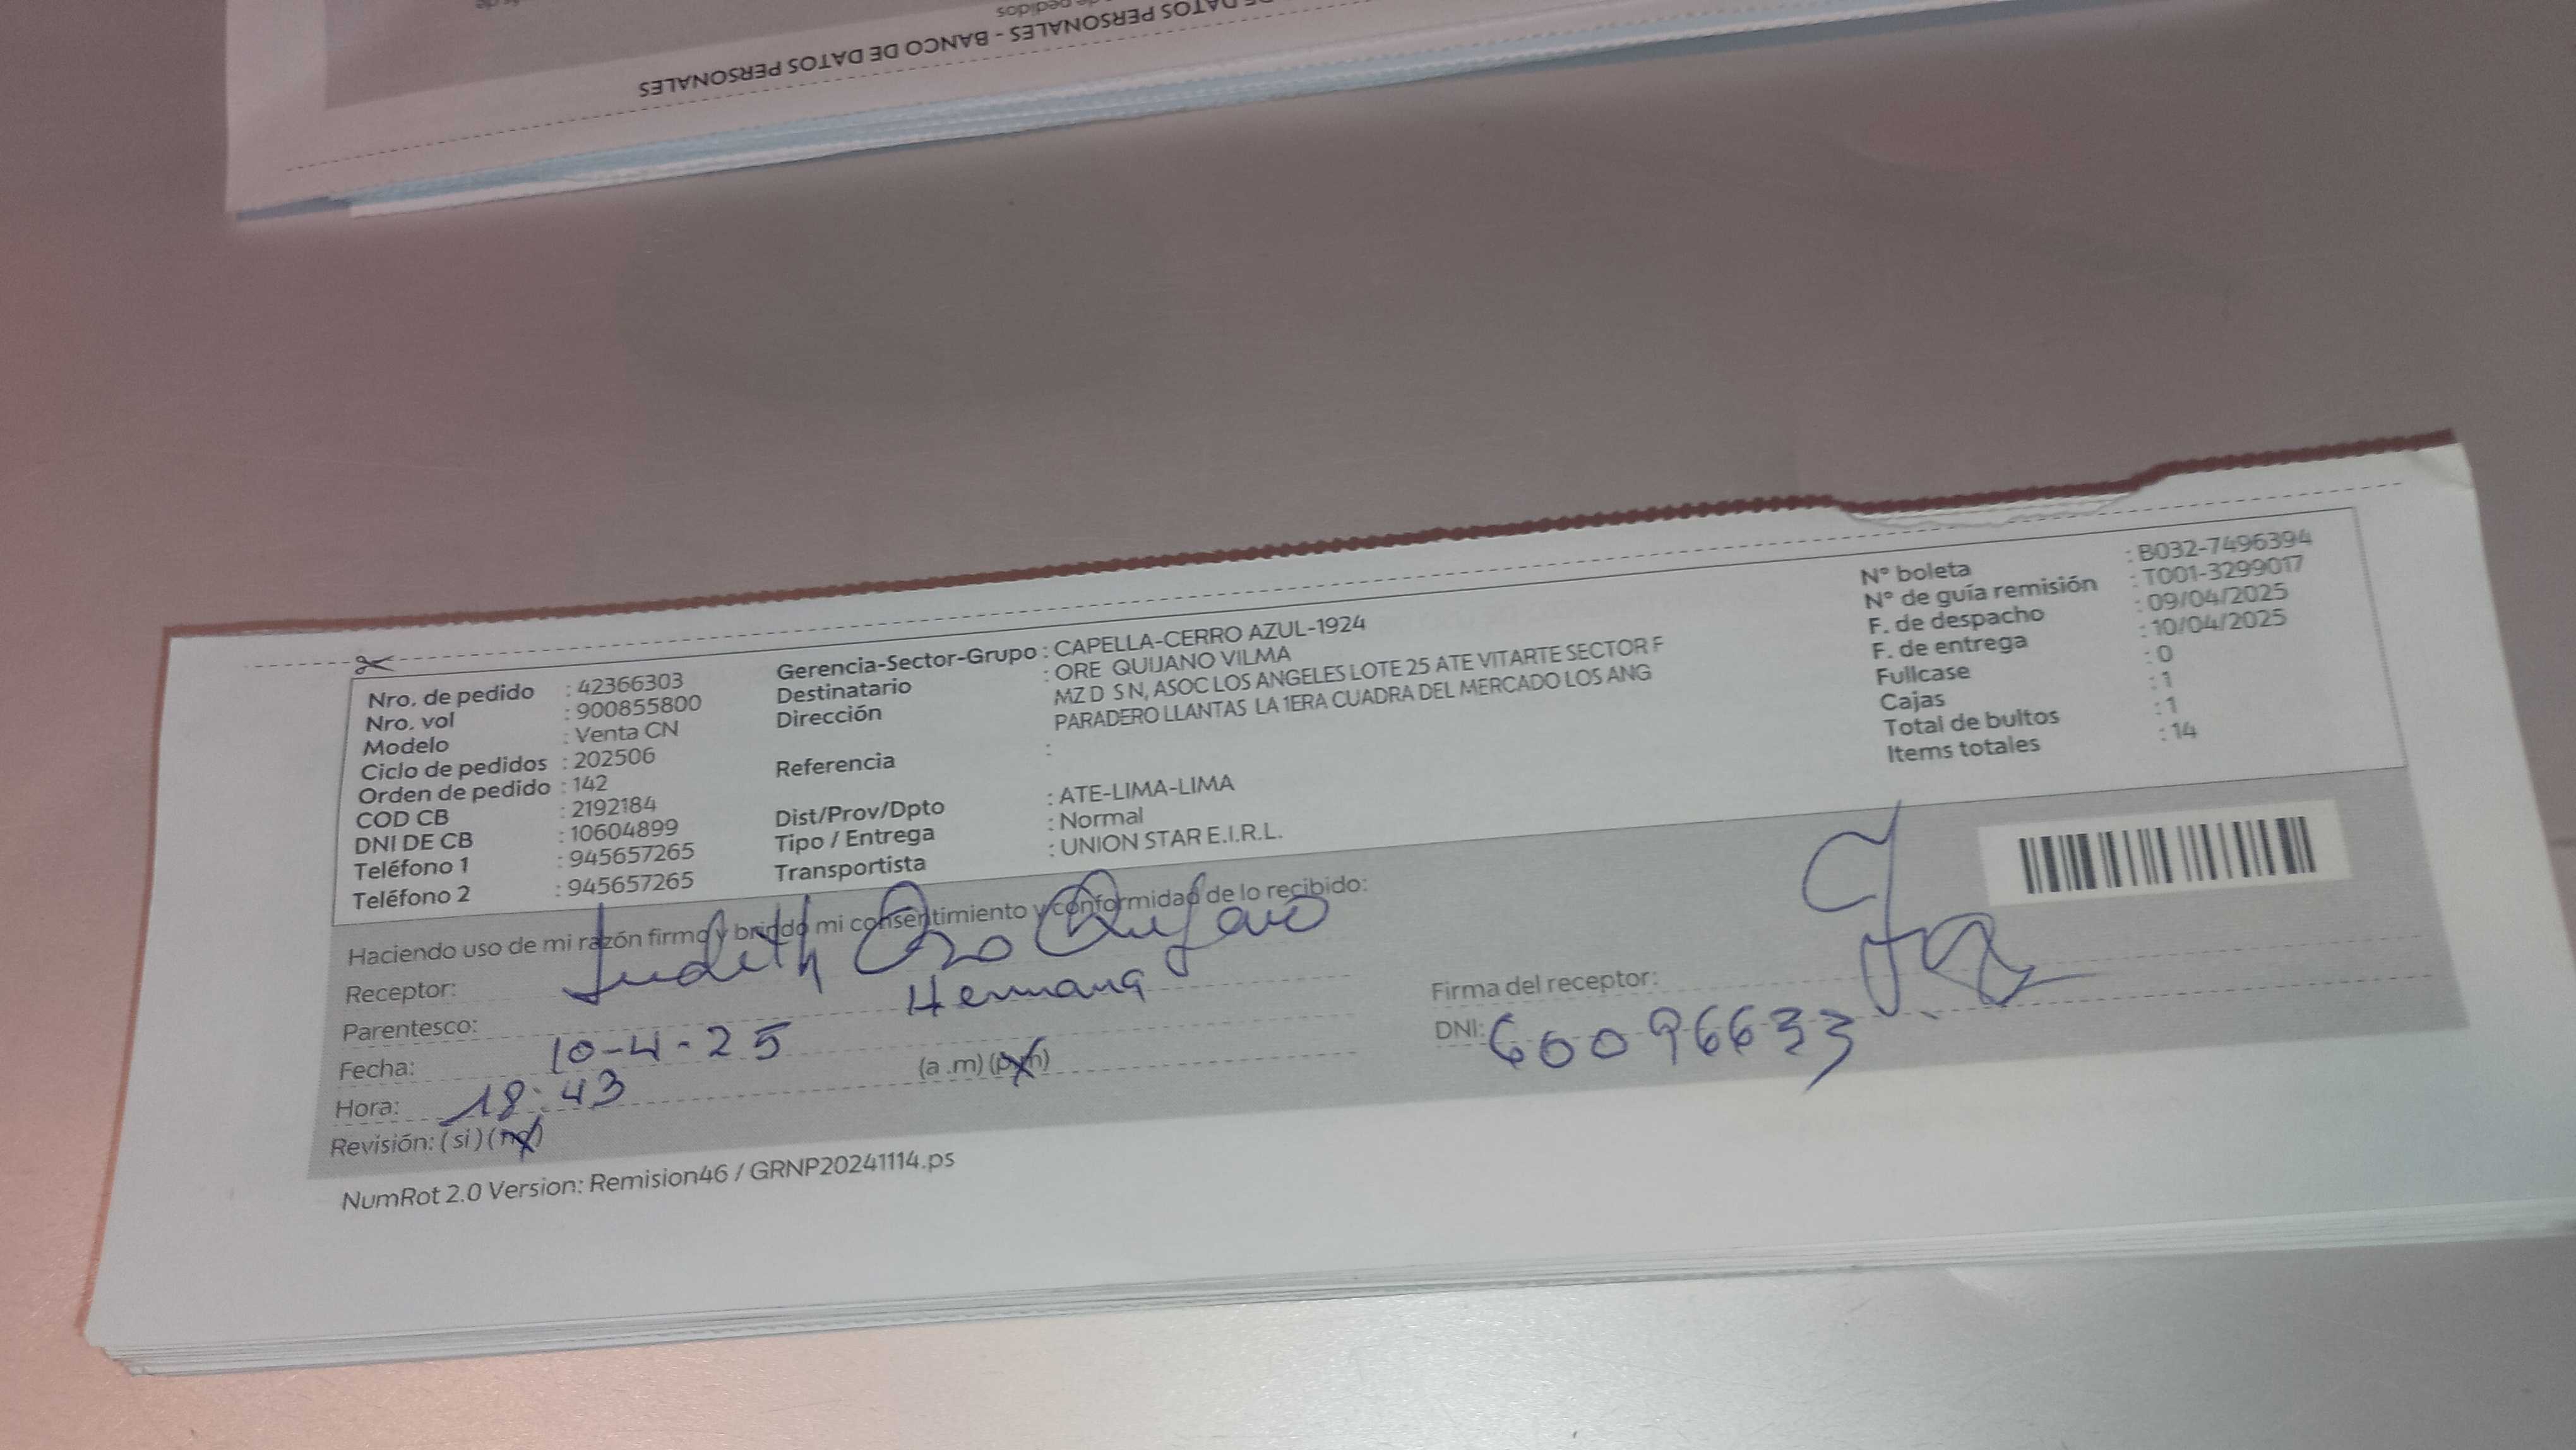 DATOS PERSONALES - BANCO DE DATOS PERSONALES
Nro. de pedido : 42366303
Nro. vol : 900855800
Modelo : Venta CN
Ciclo de pedidos : 202506
Orden de pedido : 142
COD CB : 2192184
DNI DE CB : 10604899
Teléfono 1 : 945657265
Teléfono 2 : 945657265
Gerencia-Sector-Grupo : CAPELLA-CERRO AZUL-1924
Destinatario : ORE QUIJANO VILMA
Dirección MZ D S N, ASOC LOS ANGELES LOTE 25 ATE VITARTE SECTOR F
PARADERO LLANTAS LA 1ERA CUADRA DEL MERCADO LOS ANG
Referencia :
Dist/Prov/Dpto : ATE-LIMA-LIMA
Tipo / Entrega : Normal
Transportista : UNION STAR E.I.R.L.
N° boleta : B032-7496394
N° de guía remisión : T001-3299017
F. de despacho : 09/04/2025
F. de entrega : 10/04/2025
Fullcase : 0
Cajas : 1
Total de bultos : 1
Items totales : 14
Haciendo uso de mi razón firmo y brindo mi consentimiento y conformidad de lo recibido:
Receptor: Judith
Parentesco: Hermana
Fecha: 10-4-25
Hora: 18:43 (a .m) (p.m)
Revisión: (si) (no)
Firma del receptor:
DNI: 60096633
NumRot 2.0 Version: Remision46 / GRNP20241114.ps